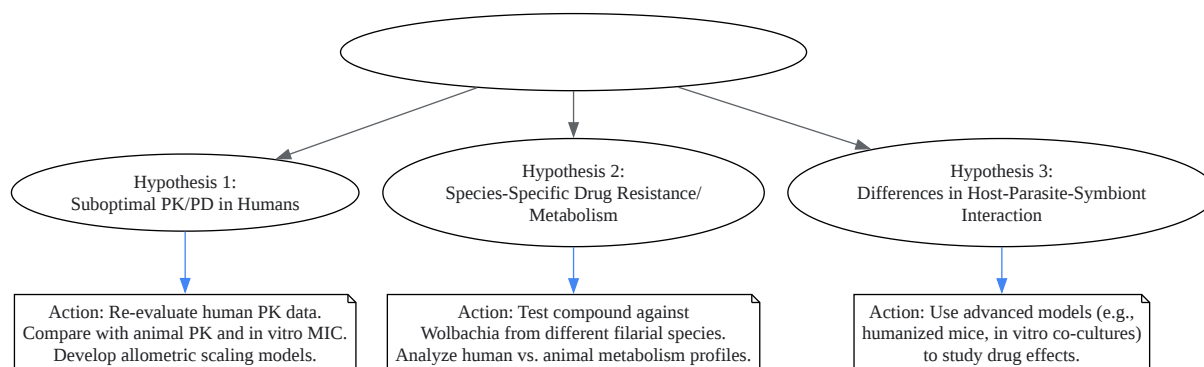 Hypothesis 1:
Suboptimal PK/PD in Humans
Hypothesis 2:
Species-Specific Drug Resistance/
Metabolism
Hypothesis 3:
Differences in Host-Parasite-Symbiont
Interaction
Action: Re-evaluate human PK data.
Compare with animal PK and in vitro MIC.
Develop allometric scaling models.
Action: Test compound against
Wolbachia from different filarial species.
Analyze human vs. animal metabolism profiles.
Action: Use advanced models (e.g.,
humanized mice, in vitro co-cultures)
to study drug effects.